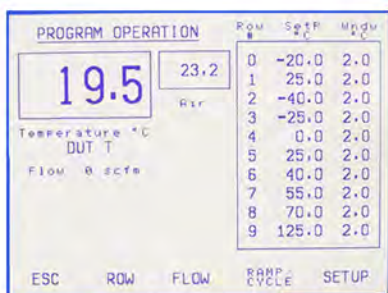 PROGRAM OPERATION
19.5
23.2
Air
Temperature °C
DUT T
Flow 0 scfm
Row SetP Wndw
# °C °C
0 -20.0 2.0
1 25.0 2.0
2 -40.0 2.0
3 -25.0 2.0
4 0.0 2.0
5 25.0 2.0
6 40.0 2.0
7 55.0 2.0
8 70.0 2.0
9 125.0 2.0
ESC ROW FLOW RAMP CYCLE SETUP